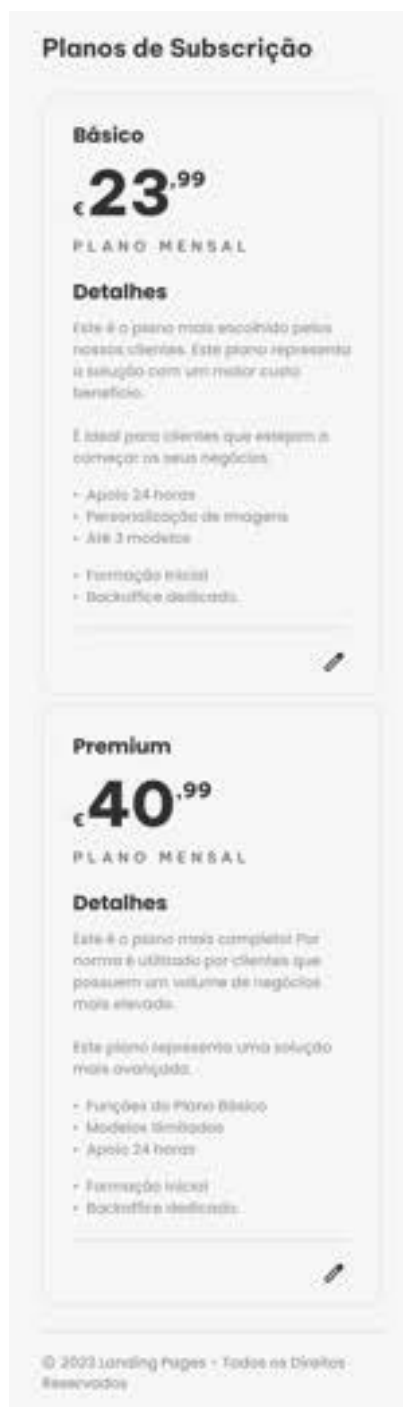 Planos de Subscrição
Básico
€23,99
PLANO MENSAL
Detalhes
Este é o plano mais escolhido pelos
nossos clientes. Este plano representa
a solução com um maior custo
benefício.
É ideal para clientes que estejam a
começar os seus negócios.
• Apoio 24 horas
• Personalização de imagens
• Até 3 modelos
• Formação inicial
• Backoffice dedicado.
Premium
€40,99
PLANO MENSAL
Detalhes
Este é o plano mais completo! Por
norma é utilizado por clientes que
possuem um volume de negócios
mais elevado.
Este plano representa uma solução
mais avançada.
• Funções do Plano Básico
• Modelos ilimitados
• Apoio 24 horas
• Formação inicial
• Backoffice dedicado.
© 2023 Landing Pages - Todos os Direitos
Reservados